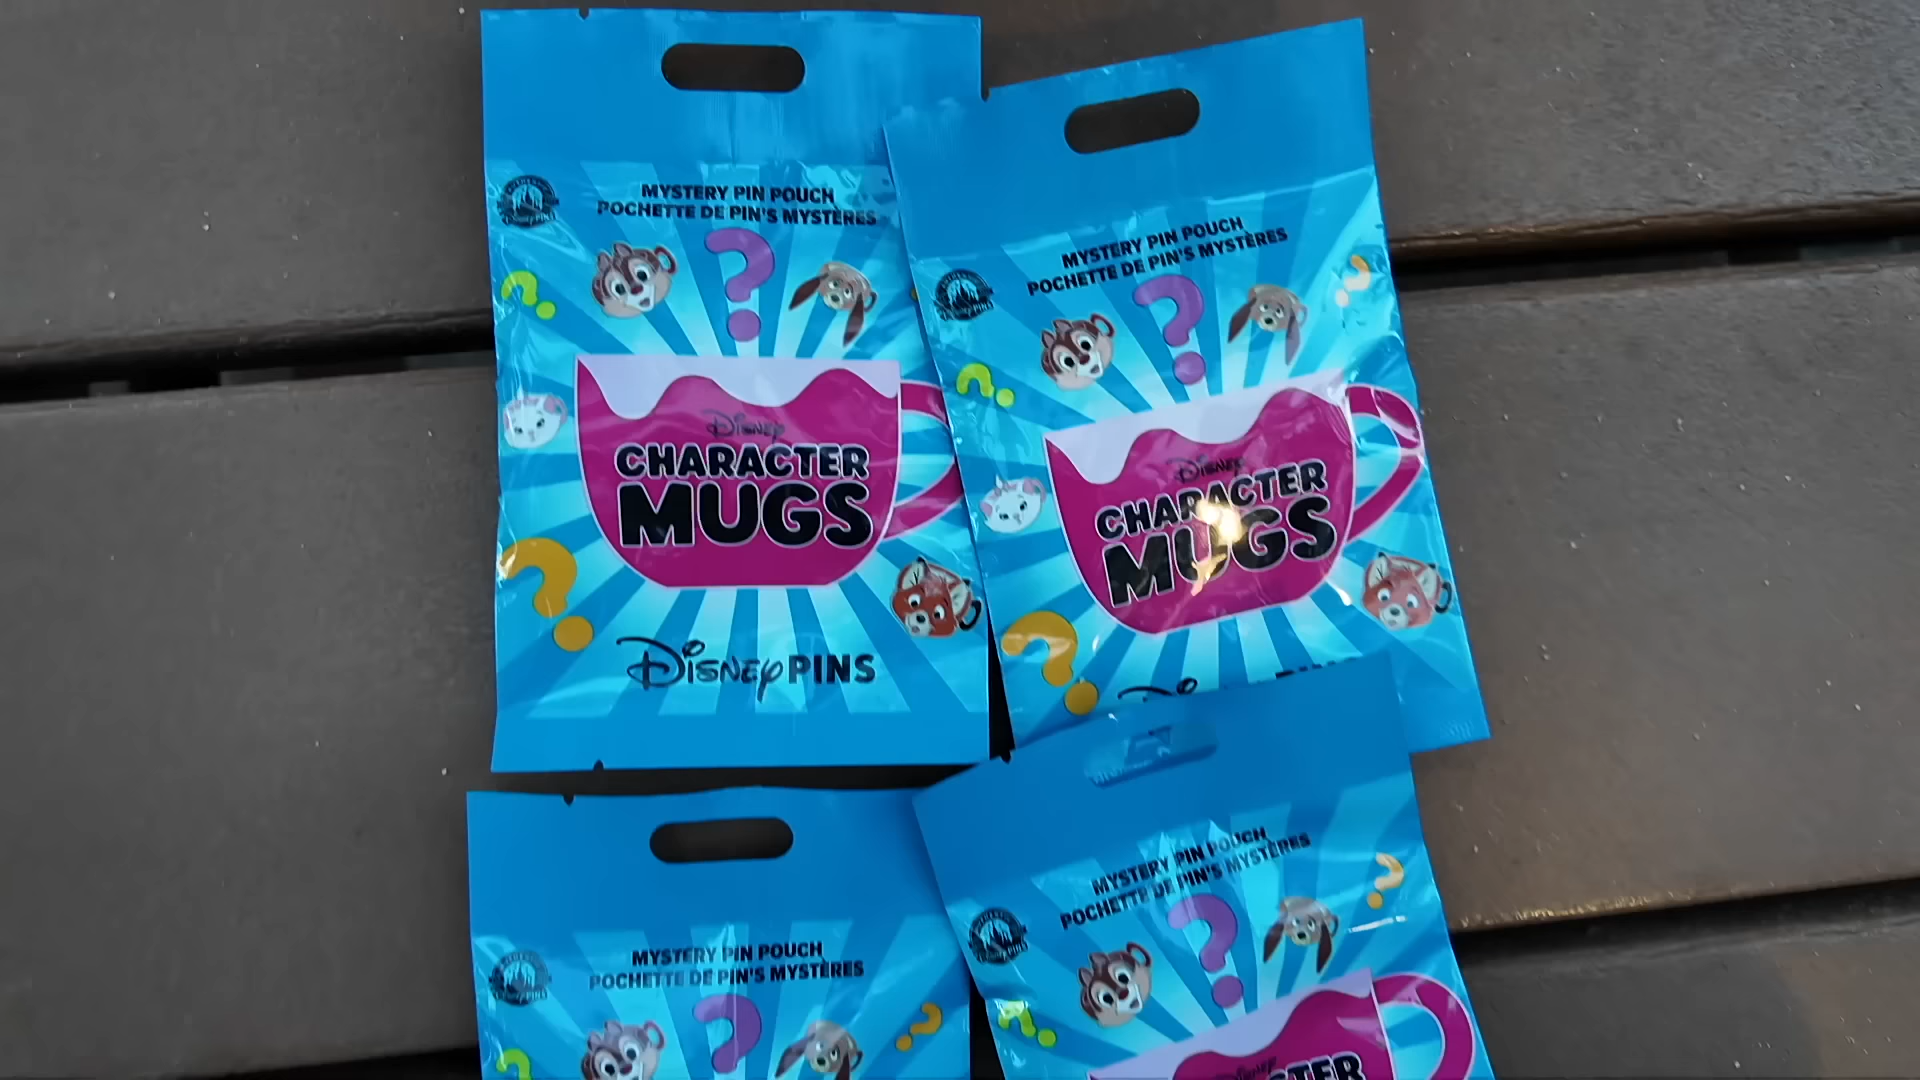 MYSTERY PIN POUCH
POCHETTE DE PIN'S MYSTÈRES
Disney
CHARACTER
MUGS
Disney PINS
MYSTERY PIN POUCH
POCHETTE DE PIN'S MYSTÈRES
Disney
CHARACTER
MUGS
MYSTERY PIN POUCH
POCHETTE DE PIN'S MYSTÈRES
MYSTERY PIN POUCH
POCHETTE DE PIN'S MYSTÈRES
Disney